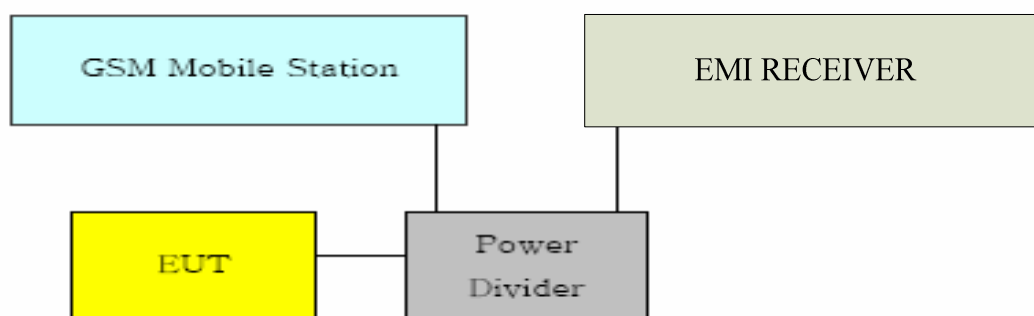 GSM Mobile Station
EMI RECEIVER
EUT
Power
Divider